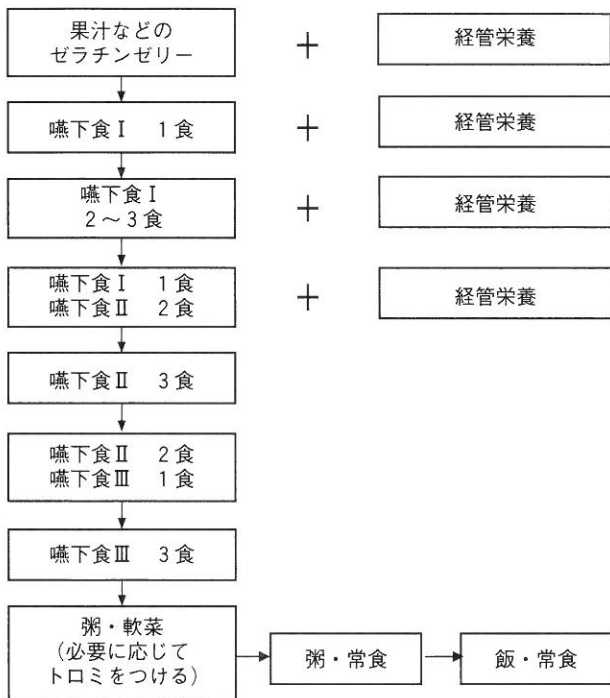 果汁などの
ゼラチンゼリー
+
経管栄養
嚥下食Ⅰ 1食
+
経管栄養
嚥下食Ⅰ
2～3食
+
経管栄養
嚥下食Ⅰ 1食
嚥下食Ⅱ 2食
+
経管栄養
嚥下食Ⅱ 3食
嚥下食Ⅱ 2食
嚥下食Ⅲ 1食
嚥下食Ⅲ 3食
粥・軟菜
(必要に応じて
トロミをつける)
粥・常食
飯・常食